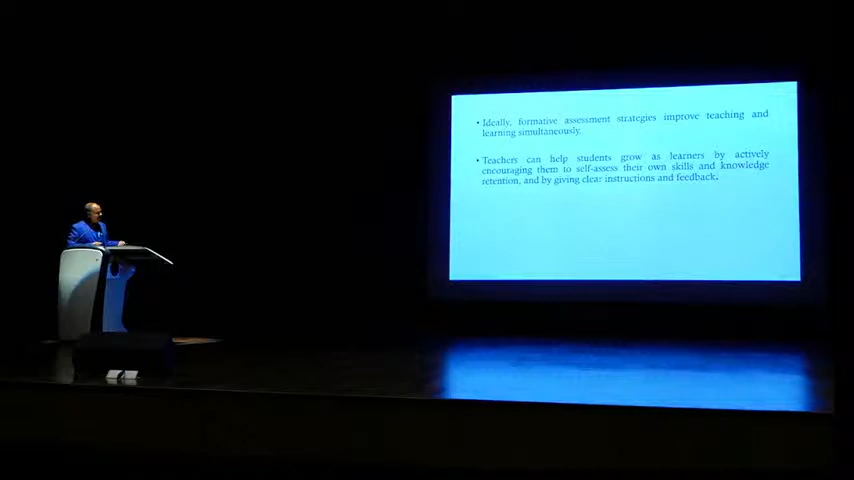 • Ideally, formative assessment strategies improve teaching and
learning simultaneously.
• Teachers can help students grow as learners by actively
encouraging them to self-assess their own skills and knowledge
retention, and by giving clear instructions and feedback.